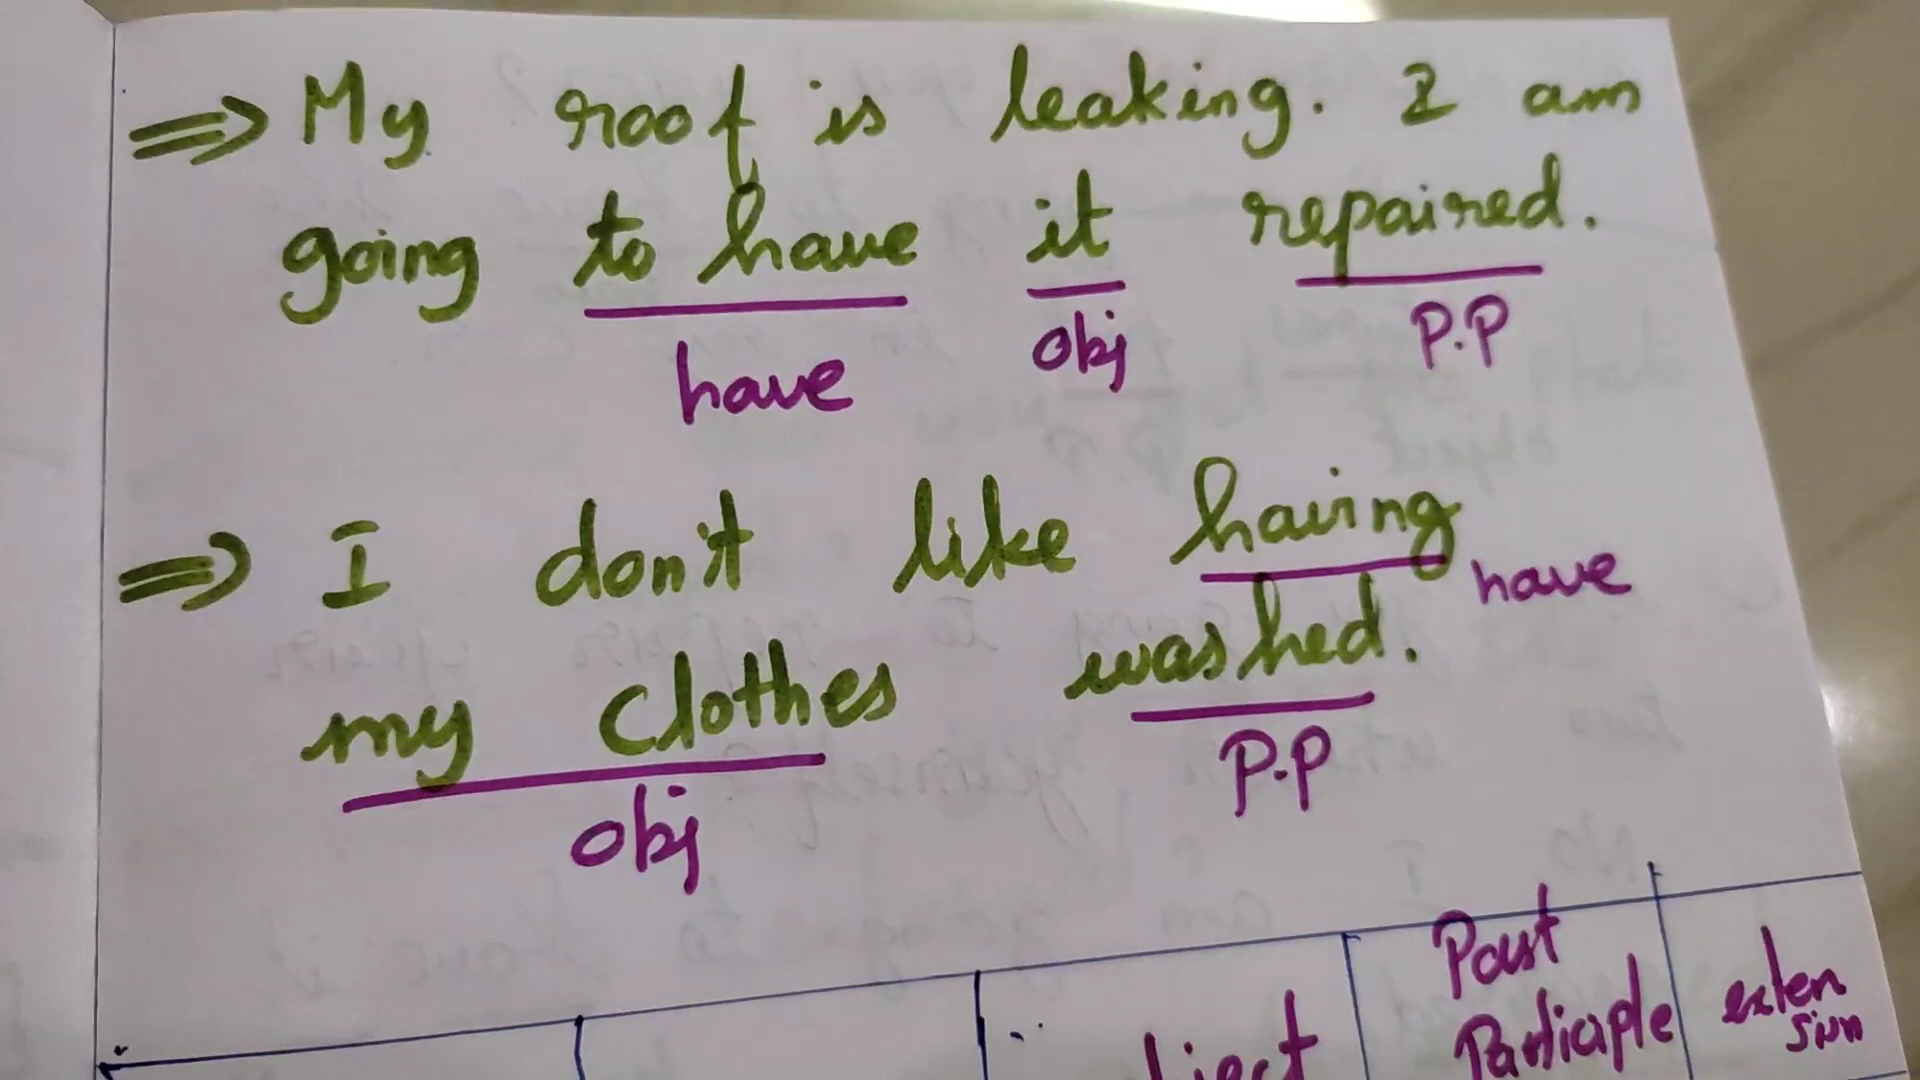 ⇒ My roof is leaking. I am
going to have it repaired.
have obj P.P
⇒ I don't like having
have
my clothes washed.
obj P.P
Past
Participle
exten
sion